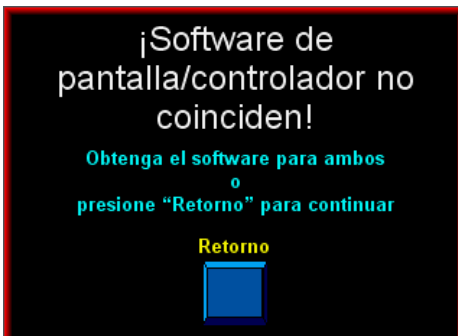 ¡Software de
pantalla/controlador no
coinciden!
Obtenga el software para ambos
o
presione “Retorno” para continuar
Retorno